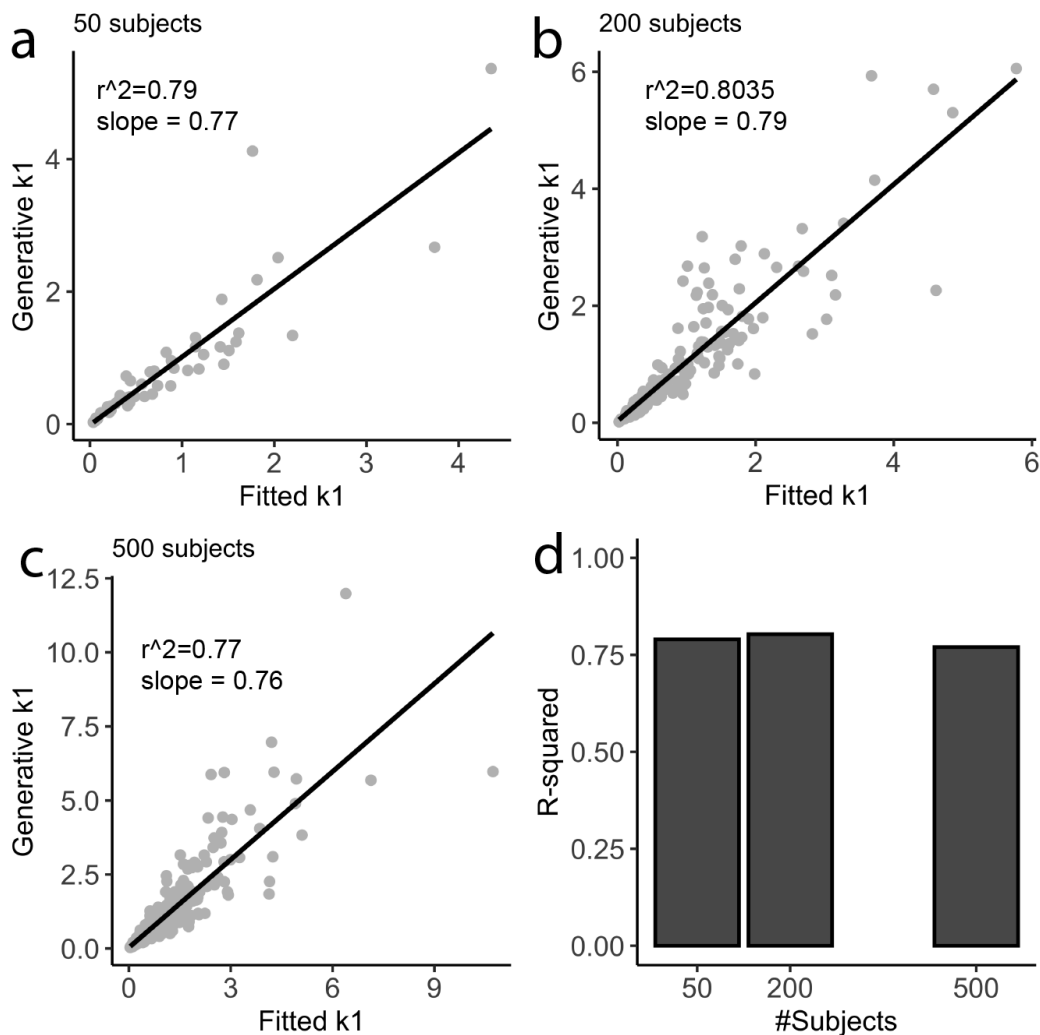 a
50 subjects
r^2=0.79
slope = 0.77
Generative k1
4
2
0
0 1 2 3 4
Fitted k1
b
200 subjects
r^2=0.8035
slope = 0.79
Generative k1
6
4
2
0
0 2 4 6
Fitted k1
c
500 subjects
r^2=0.77
slope = 0.76
Generative k1
12.5
10.0
7.5
5.0
2.5
0.0
0 3 6 9
Fitted k1
d
R-squared
1.00
0.75
0.50
0.25
0.00
50 200 500
#Subjects